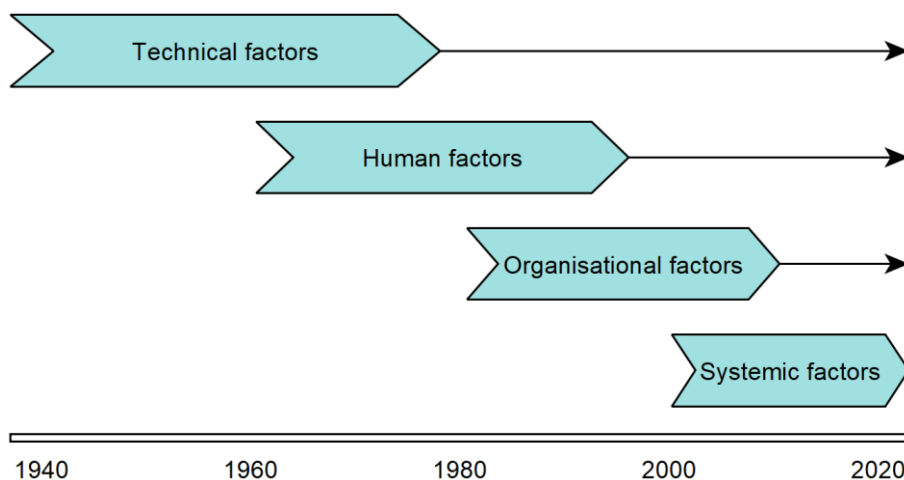 Technical factors
Human factors
Organisational factors
Systemic factors
1940 1960 1980 2000 2020